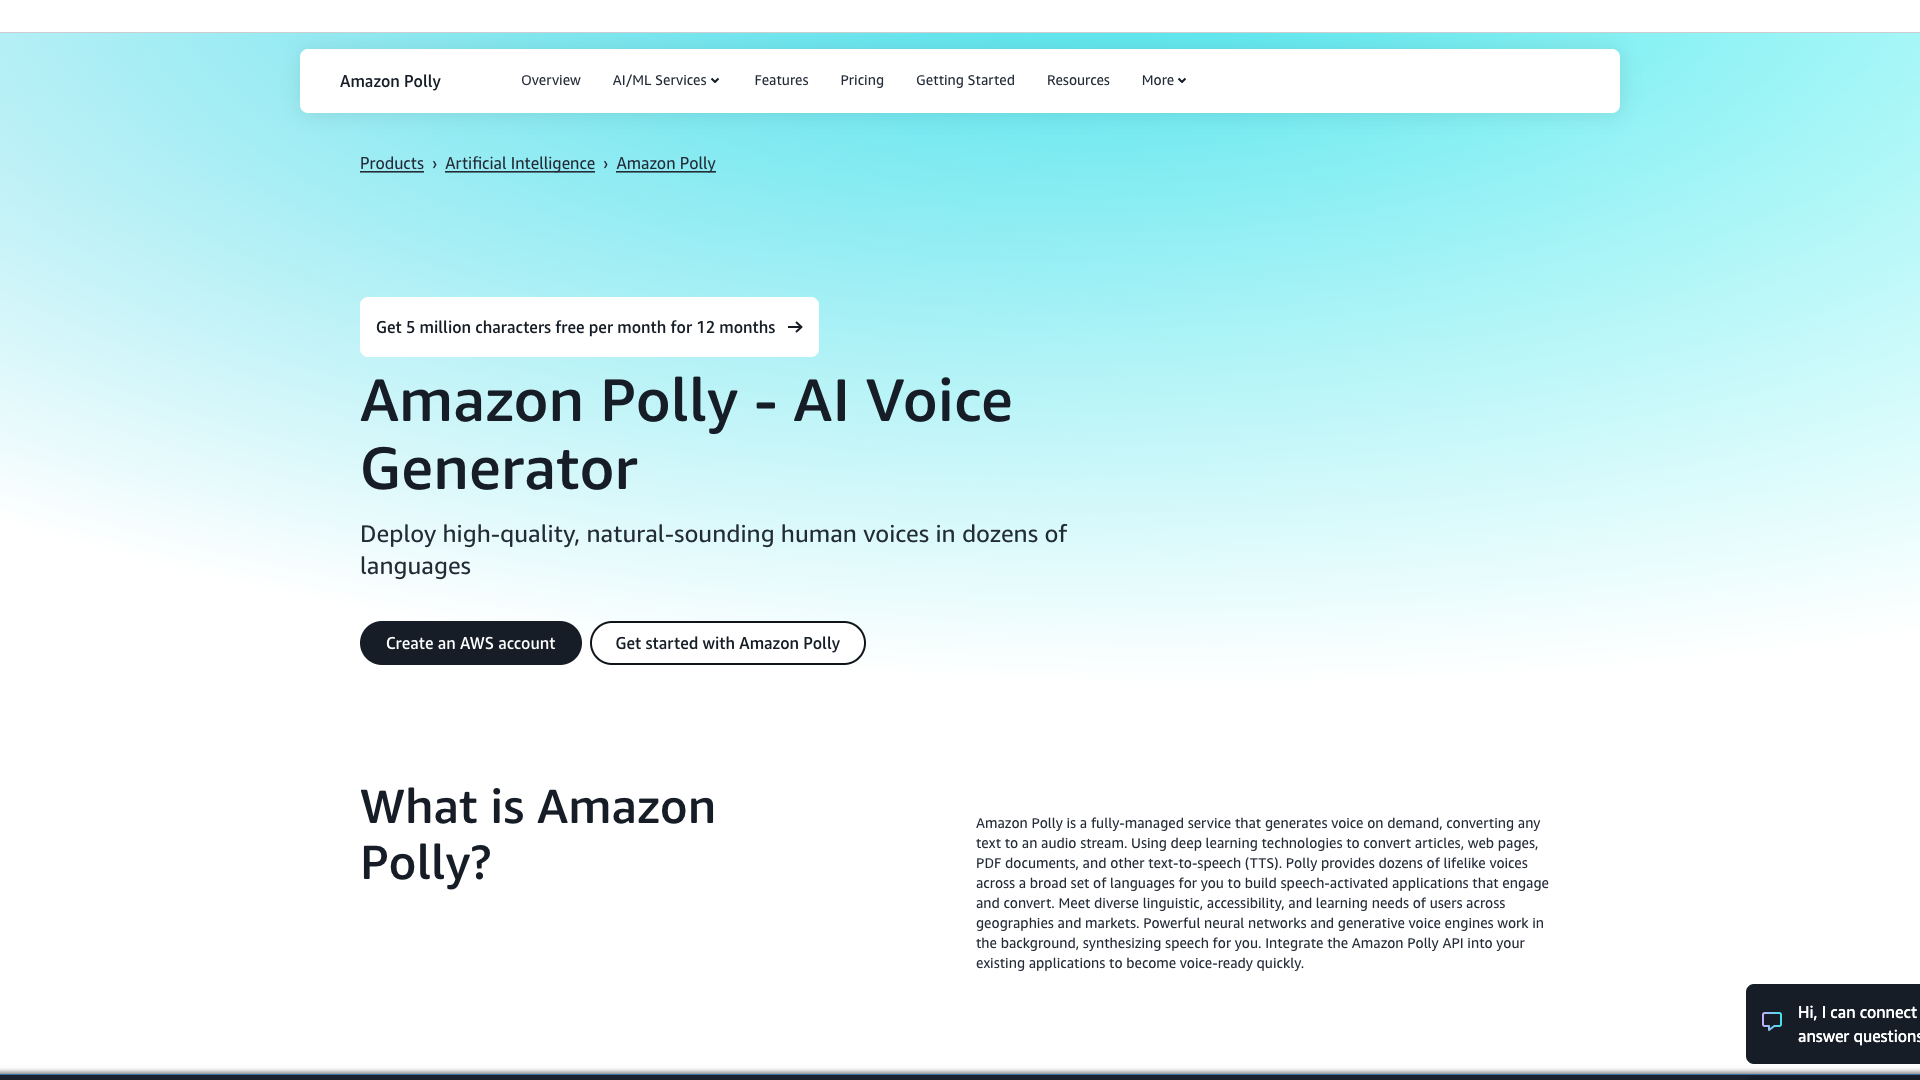 Amazon Polly
Overview
AI/ML Services
Features
Pricing
Getting Started
Resources
More
Products › Artificial Intelligence › Amazon Polly
Get 5 million characters free per month for 12 months →
Amazon Polly - AI Voice
Generator
Deploy high-quality, natural-sounding human voices in dozens of
languages
Create an AWS account
Get started with Amazon Polly
What is Amazon
Polly?
Amazon Polly is a fully-managed service that generates voice on demand, converting any
text to an audio stream. Using deep learning technologies to convert articles, web pages,
PDF documents, and other text-to-speech (TTS). Polly provides dozens of lifelike voices
across a broad set of languages for you to build speech-activated applications that engage
and convert. Meet diverse linguistic, accessibility, and learning needs of users across
geographies and markets. Powerful neural networks and generative voice engines work in
the background, synthesizing speech for you. Integrate the Amazon Polly API into your
existing applications to become voice-ready quickly.
Hi, I can connect
answer questions